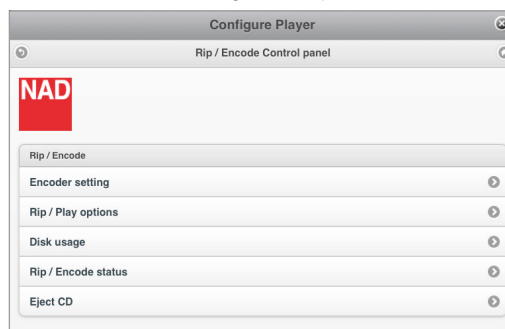 Configure Player
Rip / Encode Control panel
NAD
Rip / Encode
Encoder setting
Rip / Play options
Disk usage
Rip / Encode status
Eject CD